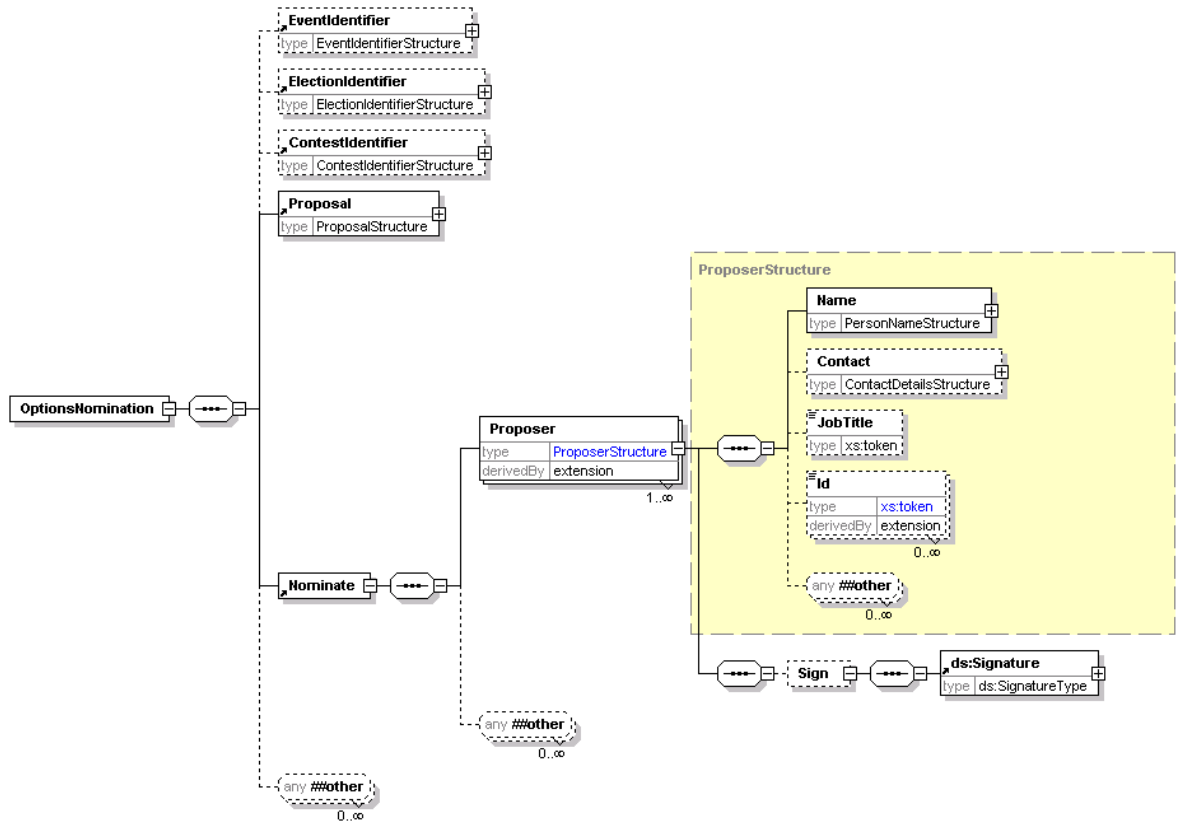 EventIdentifier
type EventIdentifierStructure
ElectionIdentifier
type ElectionIdentifierStructure
ContestIdentifier
type ContestIdentifierStructure
Proposal
type ProposalStructure
ProposerStructure
Name
type PersonNameStructure
Contact
type ContactDetailsStructure
OptionsNomination
JobTitle
type xs:token
Proposer
type ProposerStructure
derivedBy extension
1..∞
Id
type xs:token
derivedBy extension
0..∞
Nominate
any ##other
0..∞
Sign
ds:Signature
type ds:SignatureType
any ##other
0..∞
any ##other
0..∞